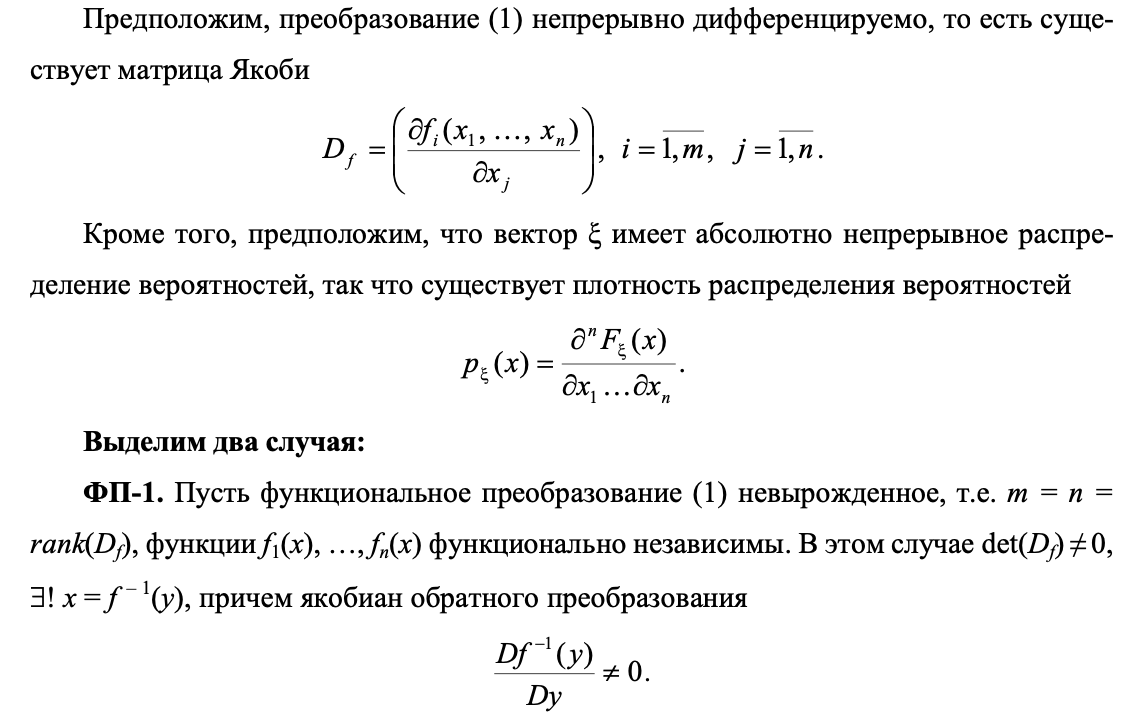 Предположим, преобразование (1) непрерывно дифференцируемо, то есть суще-
ствует матрица Якоби
D_f = (∂f_i(x_1, …, x_n) / ∂x_j), i = \overline{1,m}, j = \overline{1,n}.
Кроме того, предположим, что вектор ξ имеет абсолютно непрерывное распре-
деление вероятностей, так что существует плотность распределения вероятностей
p_ξ(x) = ∂^n F_ξ(x) / ∂x_1 … ∂x_n.
Выделим два случая:
ФП-1. Пусть функциональное преобразование (1) невырожденное, т.е. m = n =
rank(D_f), функции f_1(x), …, f_n(x) функционально независимы. В этом случае det(D_f) ≠ 0,
∃! x = f^{–1}(y), причем якобиан обратного преобразования
Df^{–1}(y) / Dy ≠ 0.